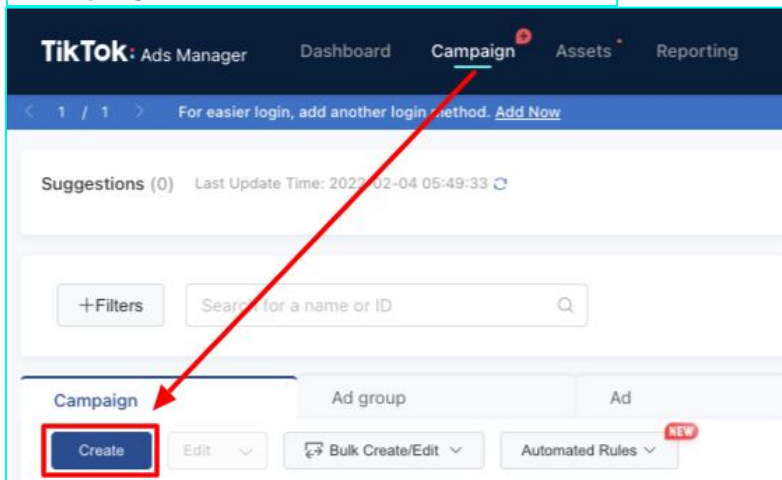 TikTok: Ads Manager Dashboard Campaign Assets Reporting
< 1 / 1 > For easier login, add another login method. Add Now
Suggestions (0) Last Update Time: 2022-02-04 05:49:33
+Filters Search for a name or ID
Campaign Ad group Ad
NEW
Create Edit Bulk Create/Edit Automated Rules